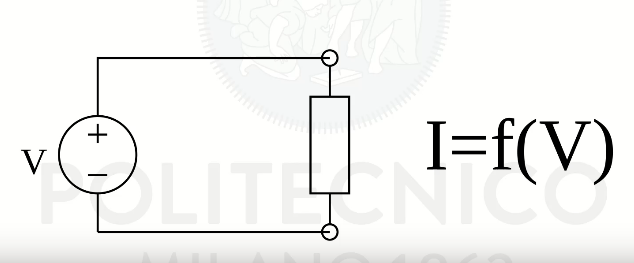 V
I=f(V)
POLITECNICO
MILANO 1863